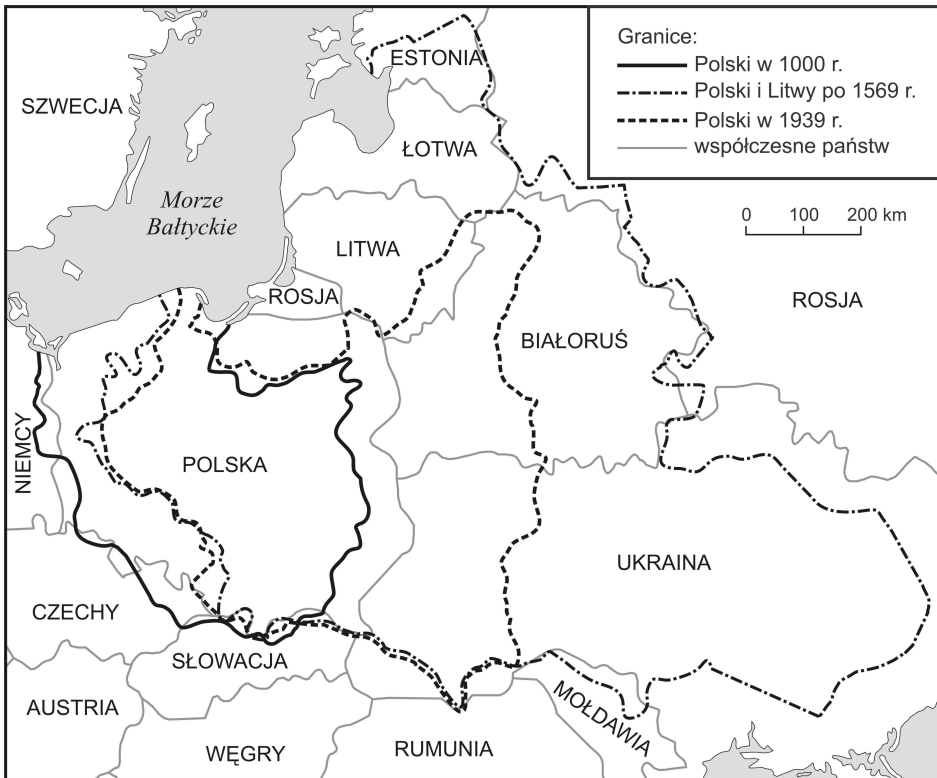 Granice:
Polski w 1000 r.
Polski i Litwy po 1569 r.
Polski w 1939 r.
współczesne państw
0 100 200 km
SZWECJA
ESTONIA
ŁOTWA
Morze
Bałtyckie
LITWA
ROSJA
ROSJA
BIAŁORUŚ
NIEMCY
POLSKA
UKRAINA
CZECHY
SŁOWACJA
AUSTRIA
WĘGRY
RUMUNIA
MOŁDAWIA